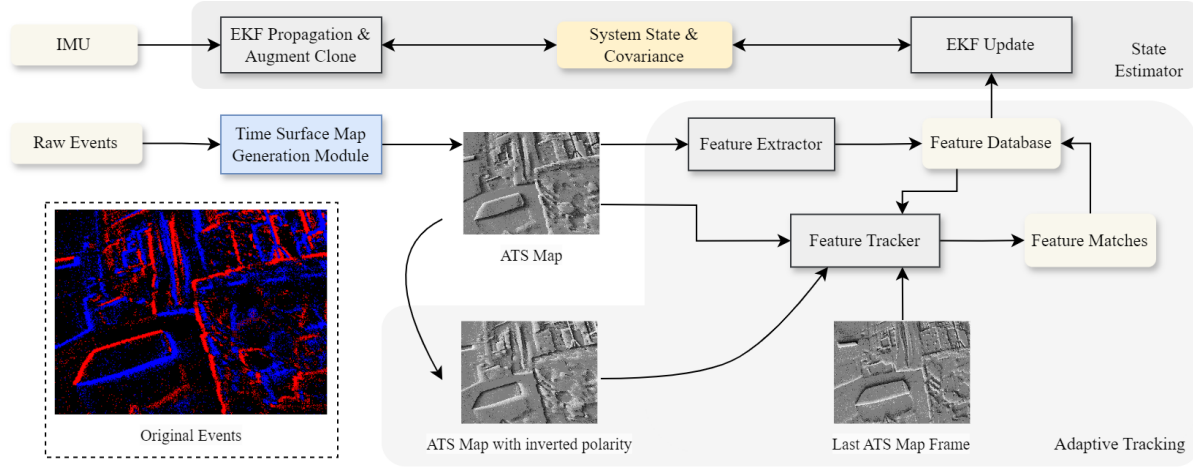 IMU
EKF Propagation &
Augment Clone
System State &
Covariance
EKF Update
State
Estimator
Raw Events
Time Surface Map
Generation Module
Feature Extractor
Feature Database
ATS Map
Feature Tracker
Feature Matches
Original Events
ATS Map with inverted polarity
Last ATS Map Frame
Adaptive Tracking